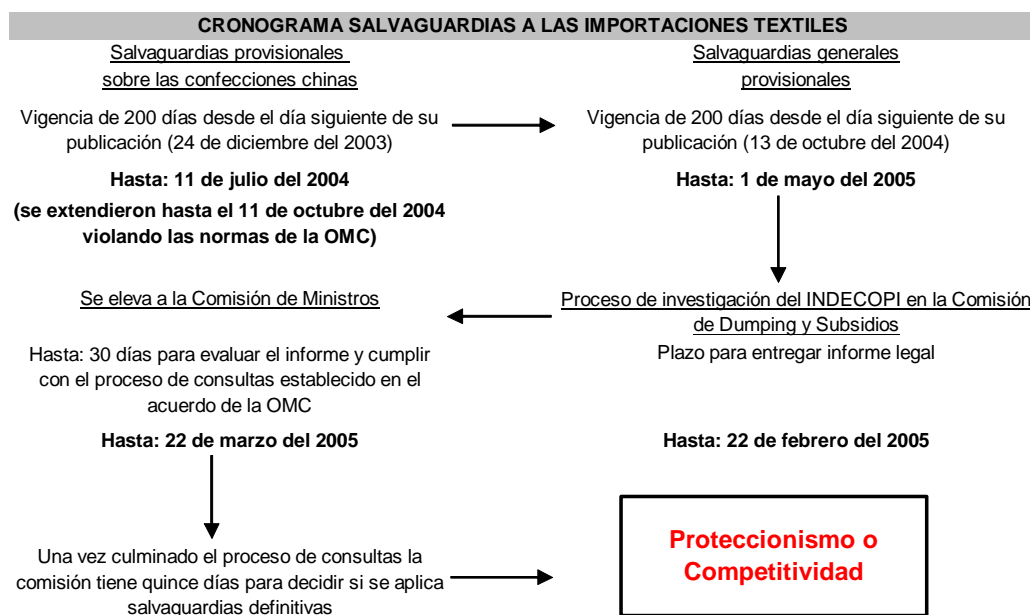 CRONOGRAMA SALVAGUARDIAS A LAS IMPORTACIONES TEXTILES
Salvaguardias provisionales
sobre las confecciones chinas
Vigencia de 200 días desde el día siguiente de su
publicación (24 de diciembre del 2003)
Hasta: 11 de julio del 2004
(se extendieron hasta el 11 de octubre del 2004
violando las normas de la OMC)
Salvaguardias generales
provisionales
Vigencia de 200 días desde el día siguiente de su
publicación (13 de octubre del 2004)
Hasta: 1 de mayo del 2005
Proceso de investigación del INDECOPI en la Comisión
de Dumping y Subsidios
Plazo para entregar informe legal
Hasta: 22 de febrero del 2005
Se eleva a la Comisión de Ministros
Hasta: 30 días para evaluar el informe y cumplir
con el proceso de consultas establecido en el
acuerdo de la OMC
Hasta: 22 de marzo del 2005
Una vez culminado el proceso de consultas la
comisión tiene quince días para decidir si se aplica
salvaguardias definitivas
Proteccionismo o
Competitividad